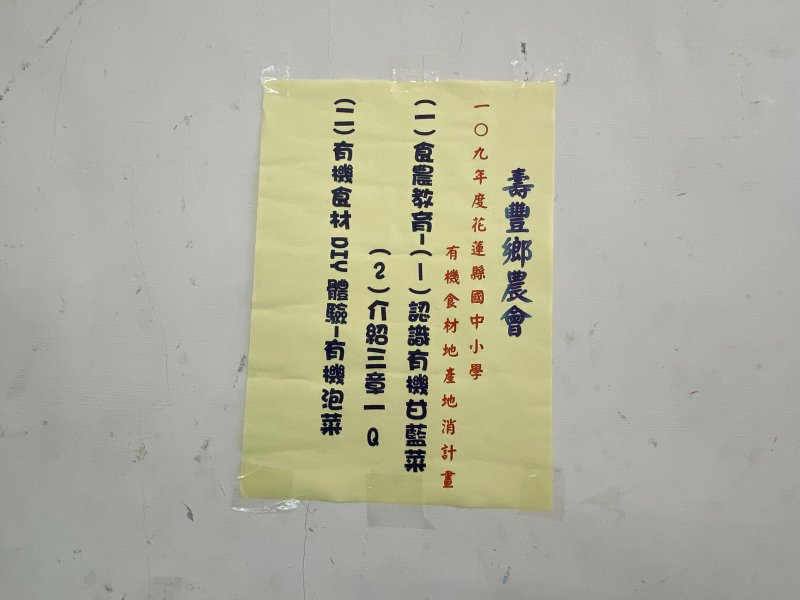 壽豐鄉農會
一〇九年度花蓮縣國中小學
有機食材地產地消計畫
(一)食農教育-(1)認識有機甘藍菜
(2)介紹三章一Q
(二)有機食材DIY體驗-有機泡菜